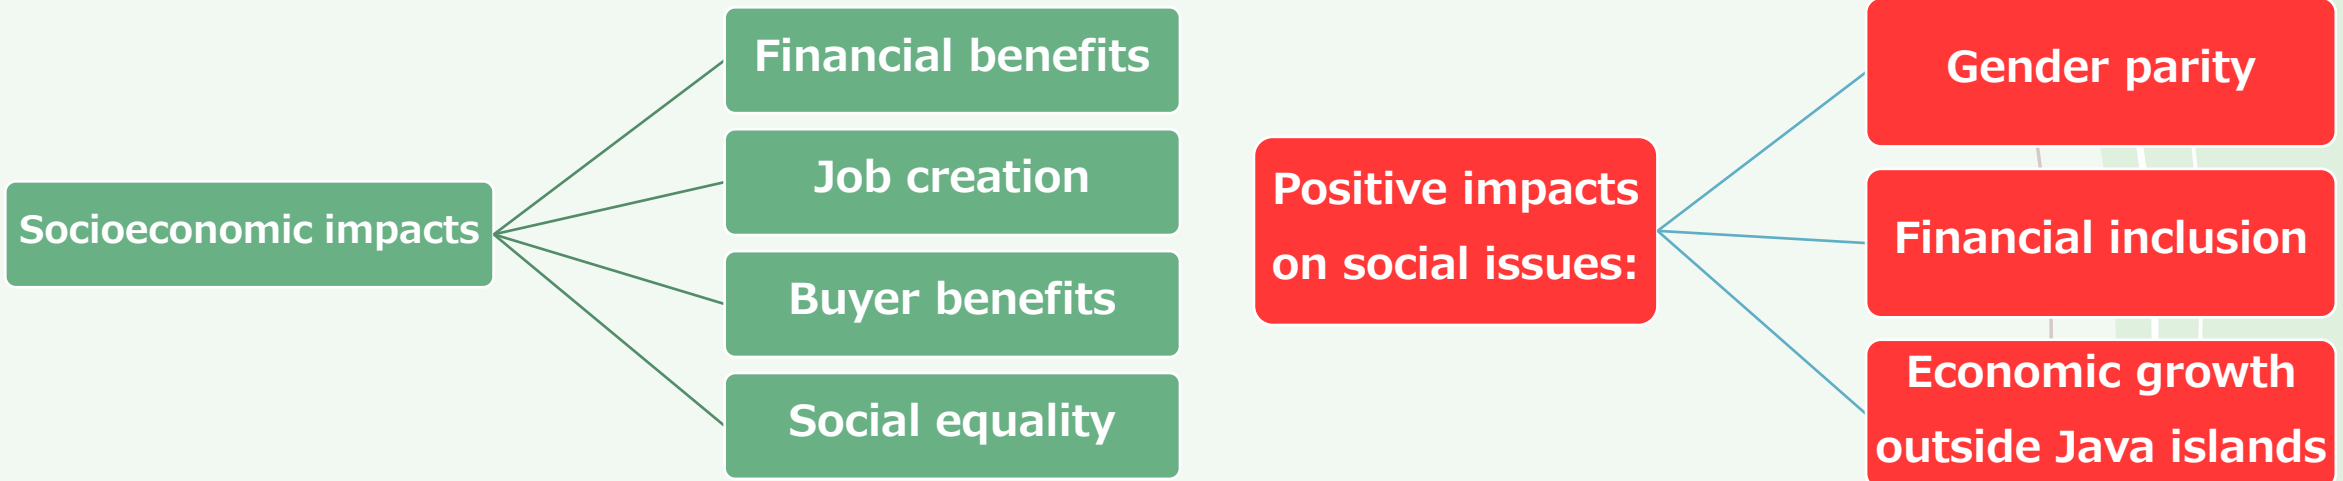 Socioeconomic impacts
Financial benefits
Job creation
Buyer benefits
Social equality
Positive impacts
on social issues:
Gender parity
Financial inclusion
Economic growth
outside Java islands